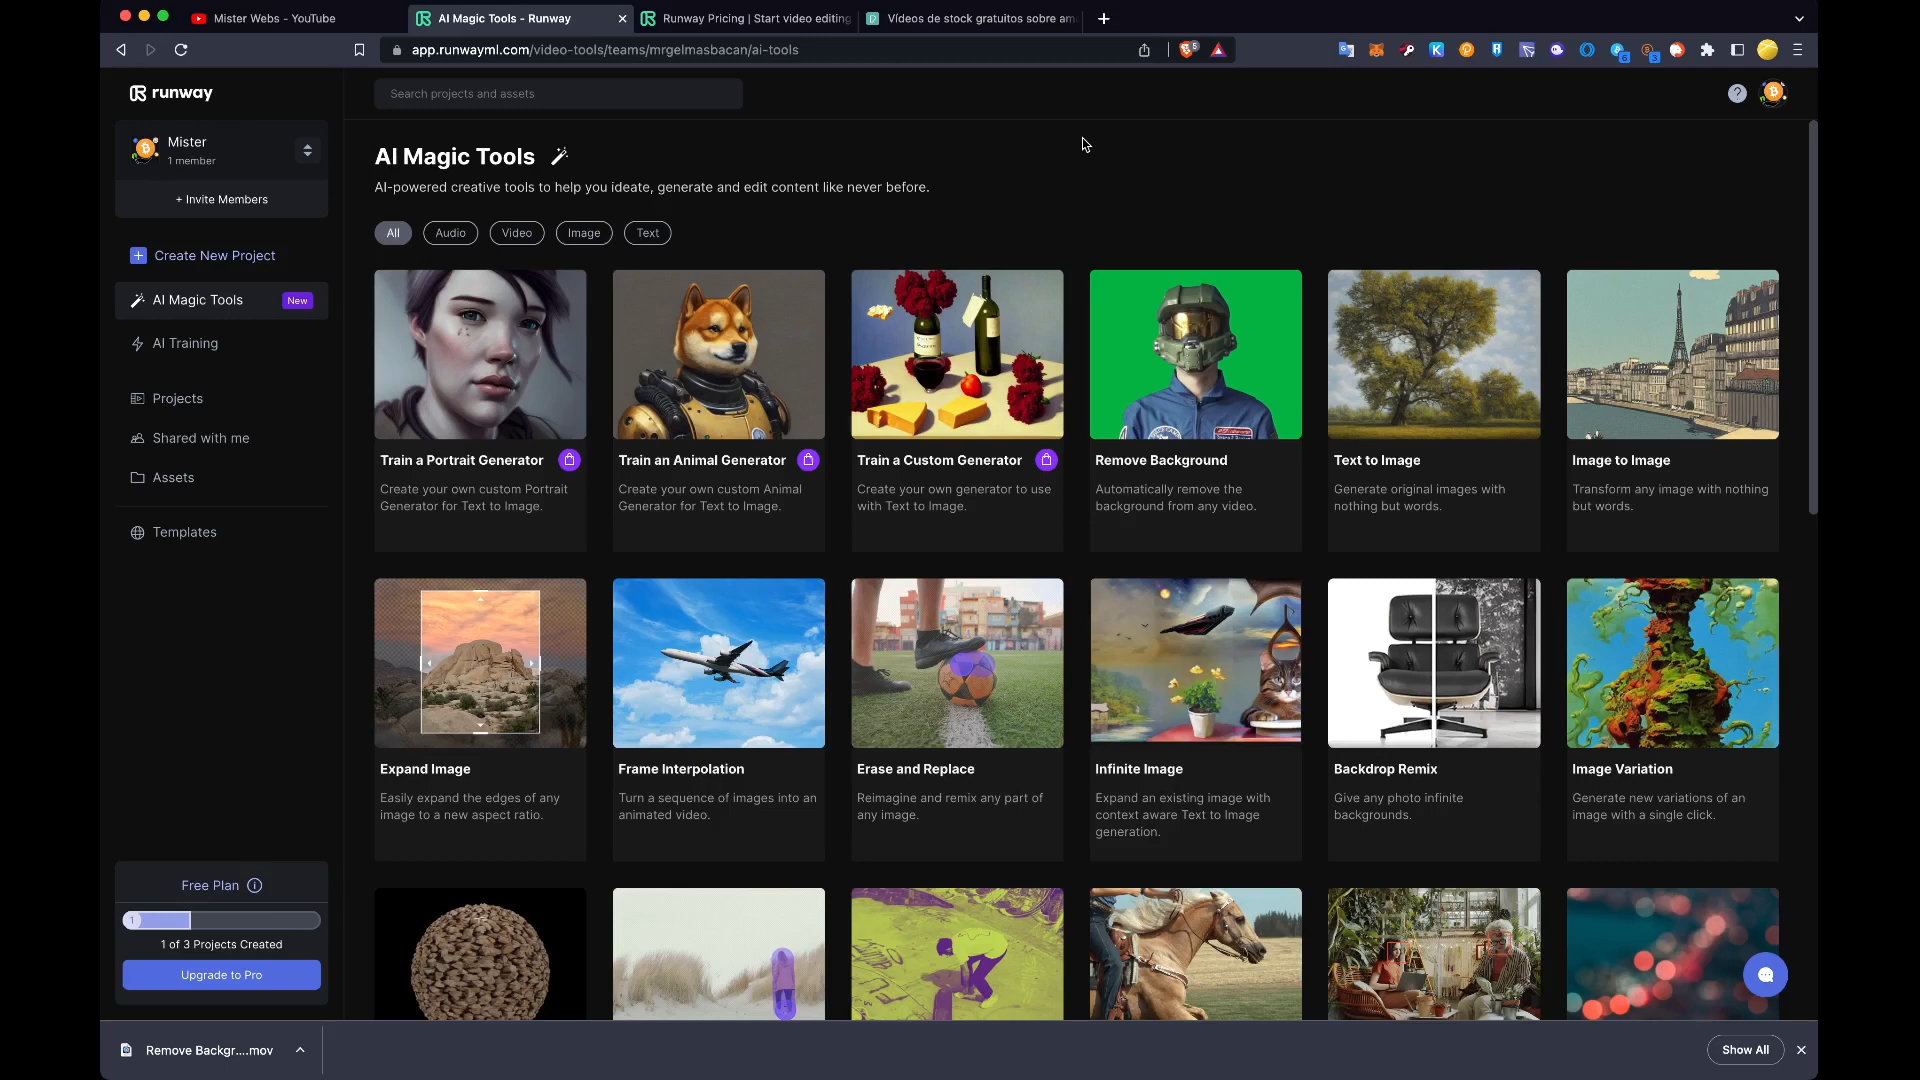 Mister Webs - YouTube
AI Magic Tools - Runway
Runway Pricing | Start video editing
Vídeos de stock gratuitos sobre am
app.runwayml.com/video-tools/teams/mrgelmasbacan/ai-tools
runway
Search projects and assets
Mister
1 member
+ Invite Members
Create New Project
AI Magic Tools New
AI Training
Projects
Shared with me
Assets
Templates
Free Plan
1
1 of 3 Projects Created
Upgrade to Pro
AI Magic Tools
AI-powered creative tools to help you ideate, generate and edit content like never before.
All Audio Video Image Text
Train a Portrait Generator
Create your own custom Portrait
Generator for Text to Image.
Train an Animal Generator
Create your own custom Animal
Generator for Text to Image.
Train a Custom Generator
Create your own generator to use
with Text to Image.
Remove Background
Automatically remove the
background from any video.
Text to Image
Generate original images with
nothing but words.
Image to Image
Transform any image with nothing
but words.
Expand Image
Easily expand the edges of any
image to a new aspect ratio.
Frame Interpolation
Turn a sequence of images into an
animated video.
Erase and Replace
Reimagine and remix any part of
any image.
Infinite Image
Expand an existing image with
context aware Text to Image
generation.
Backdrop Remix
Give any photo infinite
backgrounds.
Image Variation
Generate new variations of an
image with a single click.
Remove Backgr....mov
Show All